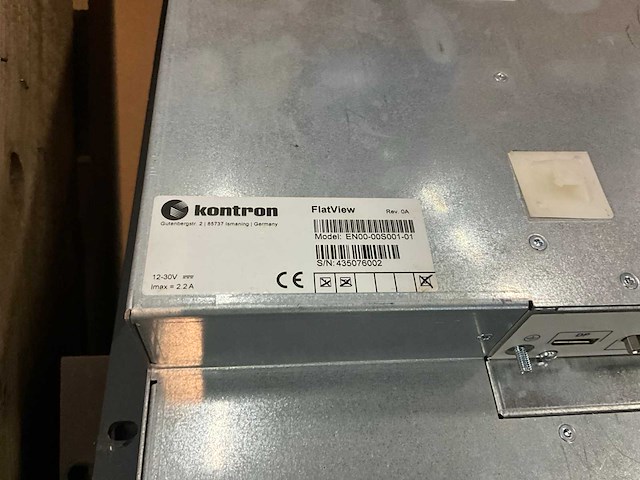 kontron
Gutenbergstr. 2 | 85737 Ismaning | Germany
FlatView
Rev. 0A
Model: EN00-00S001-01
S/N: 435076002
12-30V
Imax = 2.2 A
CE
DP